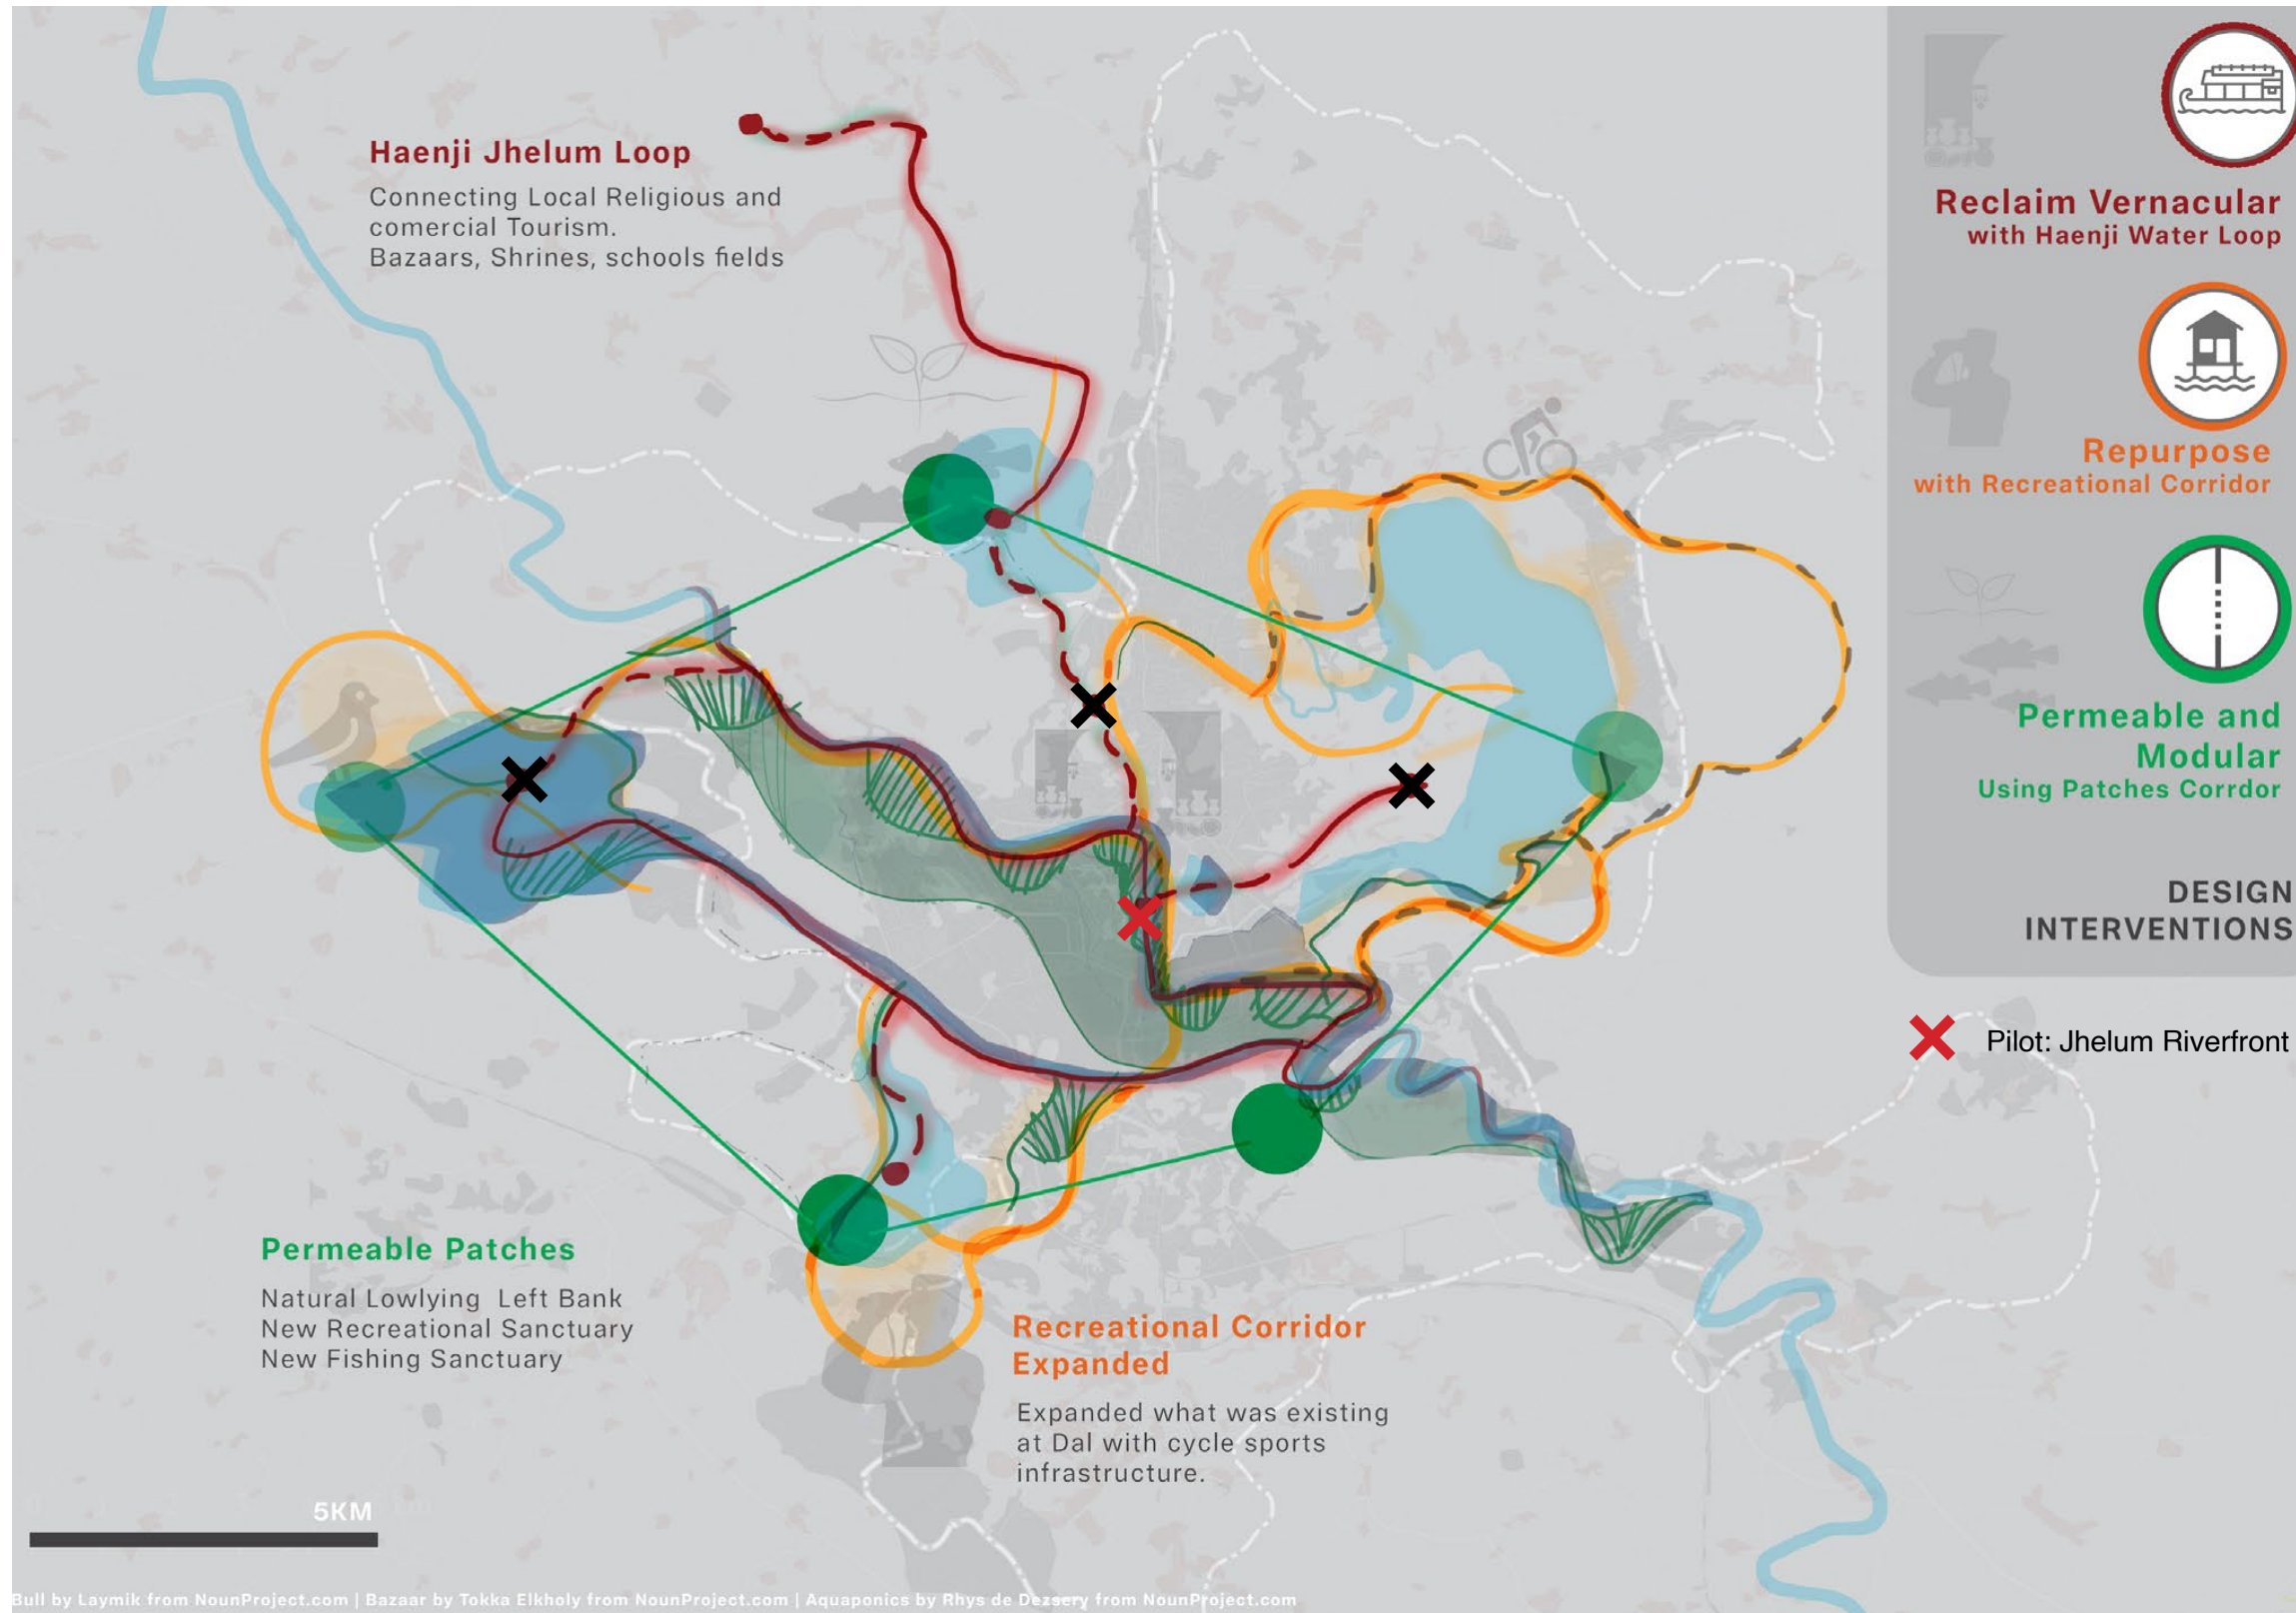 Haenji Jhelum Loop
Connecting Local Religious and
comercial Tourism.
Bazaars, Shrines, schools fields
Reclaim Vernacular
with Haenji Water Loop
Repurpose
with Recreational Corridor
Permeable and
Modular
Using Patches Corrdor
DESIGN
INTERVENTIONS
Pilot: Jhelum Riverfront
Permeable Patches
Natural Lowlying Left Bank
New Recreational Sanctuary
New Fishing Sanctuary
Recreational Corridor
Expanded
Expanded what was existing
at Dal with cycle sports
infrastructure.
5KM
Bull by Laymik from NounProject.com | Bazaar by Tokka Elkholy from NounProject.com | Aquaponics by Rhys de Dezsery from NounProject.com